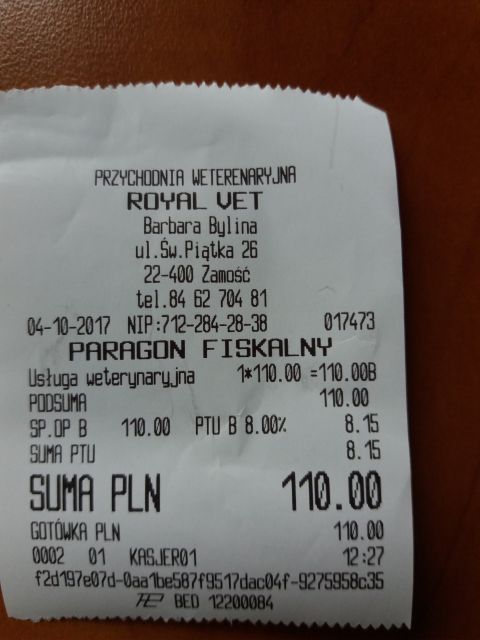 PRZYCHODNIA WETERENARYJNA
ROYAL VET
Barbara Bylina
ul.Św.Piątka 26
22-400 Zamość
tel.84 62 704 81
04-10-2017 NIP:712-284-28-38 017473
PARAGON FISKALNY
Usługa weterynaryjna 1*110.00 =110.00B
PODSUMA 110.00
SP.OP B 110.00 PTU B 8.00% 8.15
SUMA PTU 8.15
SUMA PLN 110.00
GOTÓWKA PLN 110.00
0002 01 KASJER01 12:27
f2d197e07d-0aa1be587f9517dac04f-9275958c35
BED 12200084